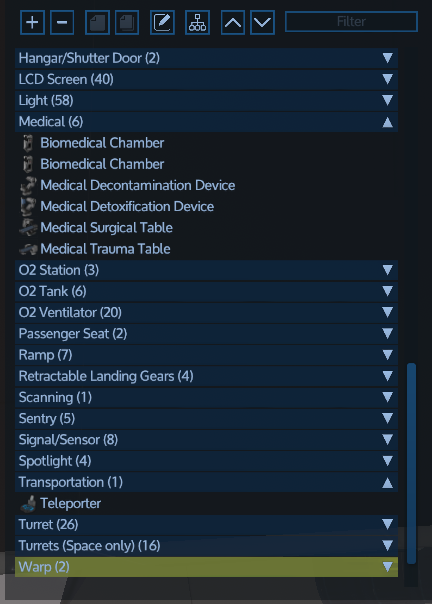 Filter
Hangar/Shutter Door (2)
LCD Screen (40)
Light (58)
Medical (6)
Biomedical Chamber
Biomedical Chamber
Medical Decontamination Device
Medical Detoxification Device
Medical Surgical Table
Medical Trauma Table
O2 Station (3)
O2 Tank (6)
O2 Ventilator (20)
Passenger Seat (2)
Ramp (7)
Retractable Landing Gears (4)
Scanning (1)
Sentry (5)
Signal/Sensor (8)
Spotlight (4)
Transportation (1)
Teleporter
Turret (26)
Turrets (Space only) (16)
Warp (2)